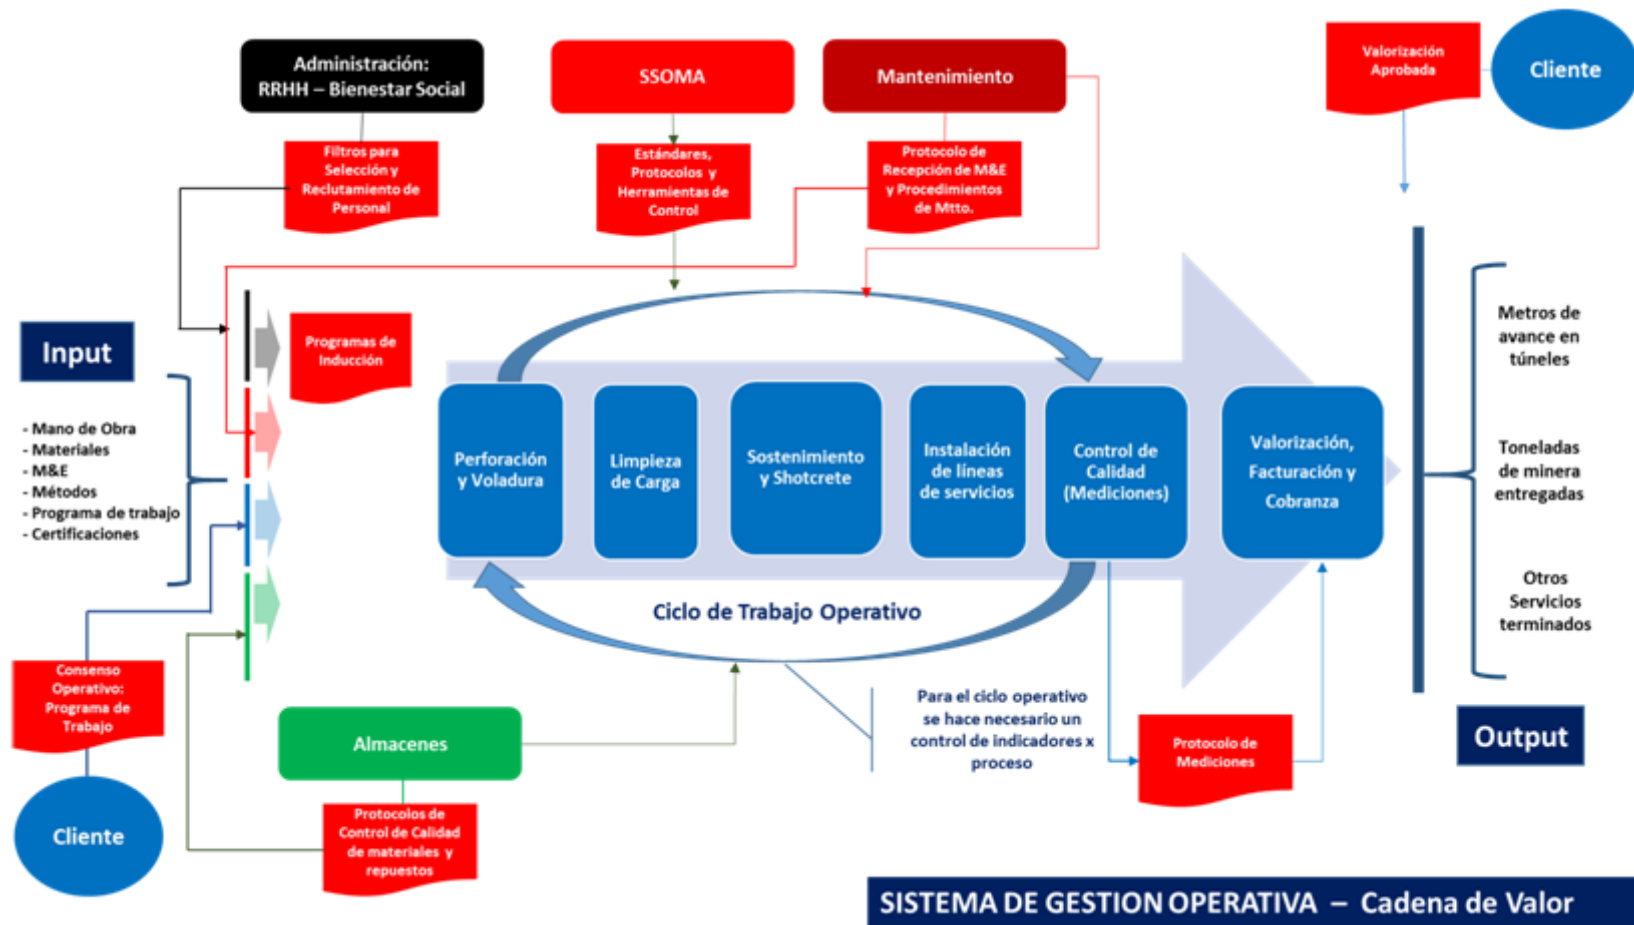 Administración:
RRHH – Bienestar Social
SSOMA
Mantenimiento
Valorización
Aprobada
Cliente
Filtros para
Selección y
Reclutamiento de
Personal
Estándares,
Protocolos y
Herramientas de
Control
Protocolo de
Recepción de M&E
y Procedimientos
de Mtto.
Input
- Mano de Obra
- Materiales
- M&E
- Métodos
- Programa de trabajo
- Certificaciones
Programas de
Inducción
Perforación
y Voladura
Limpieza
de Carga
Sostenimiento
y Shotcrete
Instalación
de líneas
de servicios
Control de
Calidad
(Mediciones)
Valorización,
Facturación y
Cobranza
Metros de
avance en
túneles
Toneladas
de minera
entregadas
Otros
Servicios
terminados
Ciclo de Trabajo Operativo
Consenso
Operativo:
Programa de
Trabajo
Cliente
Almacenes
Protocolos de
Control de Calidad
de materiales y
repuestos
Para el ciclo operativo
se hace necesario un
control de indicadores x
proceso
Protocolo de
Mediciones
Output
SISTEMA DE GESTION OPERATIVA – Cadena de Valor